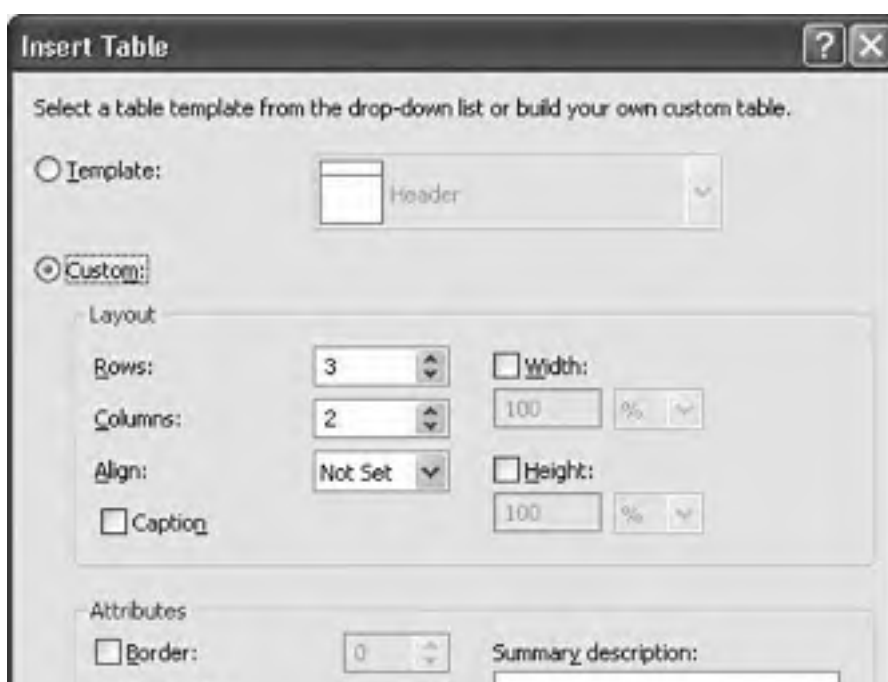 Insert Table
Select a table template from the drop-down list or build your own custom table.
Template:
Header
Custom:
Layout
Rows:
3
Width:
Columns:
2
100
%
Align:
Not Set
Height:
Caption
100
%
Attributes
Border:
0
Summary description: